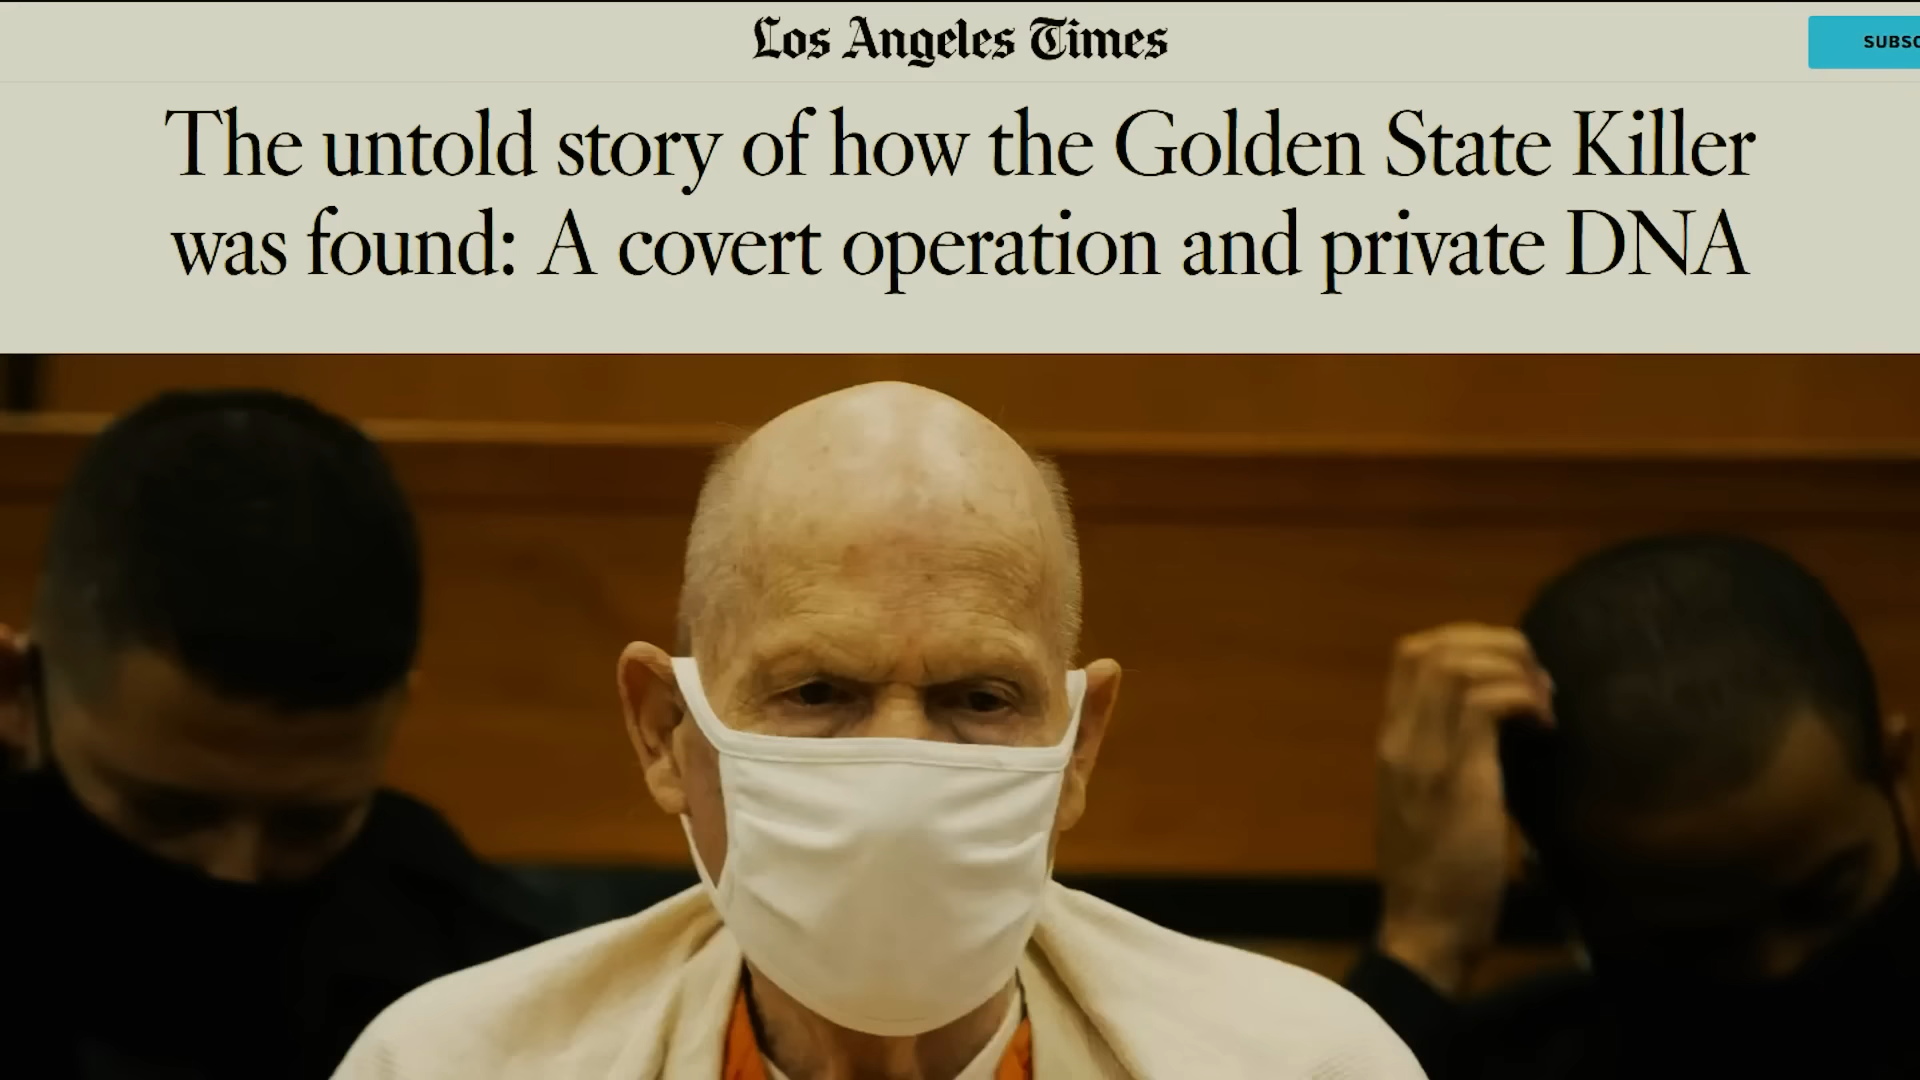 Los Angeles Times
SUBSC
The untold story of how the Golden State Killer
was found: A covert operation and private DNA